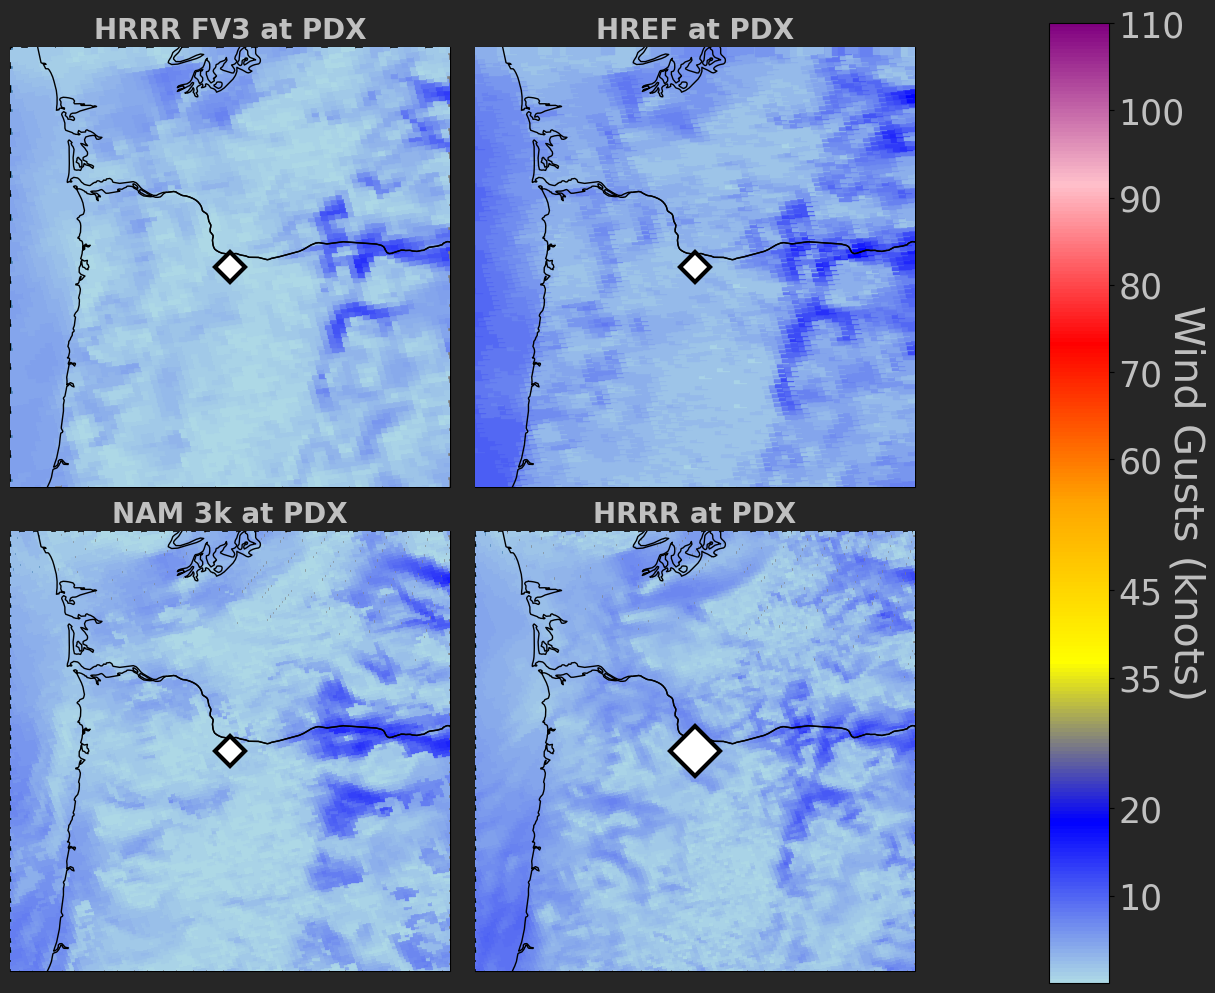 HRRR FV3 at PDX
HREF at PDX
NAM 3k at PDX
HRRR at PDX
110
100
90
80
70
60
45
35
20
10
Wind Gusts (knots)